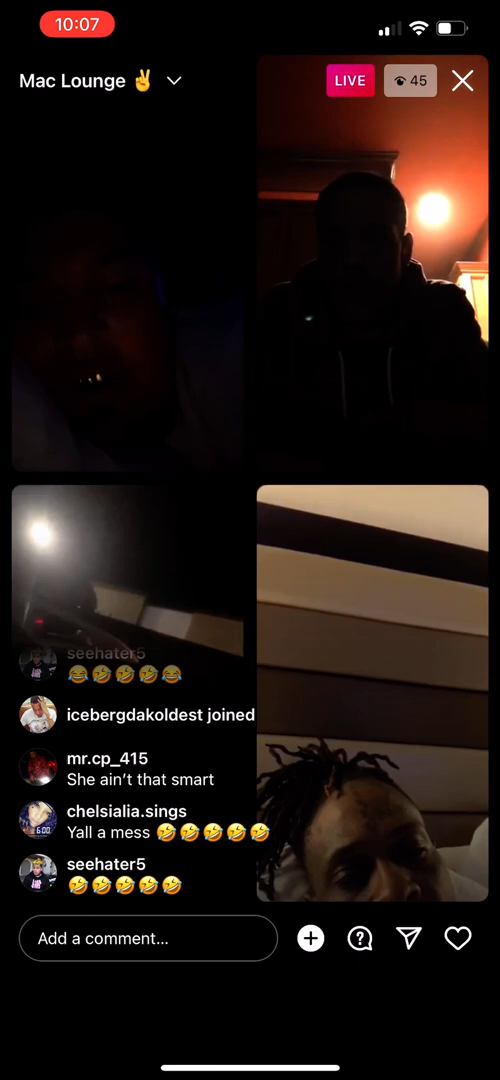 10:07
Mac Lounge ✌️
LIVE
45
seehater5
😂🤣🤣🤣😂
icebergdakoldest joined
mr.cp_415
She ain't that smart
chelsialia.sings
Yall a mess 🤣🤣🤣🤣🤣
seehater5
🤣🤣🤣🤣🤣
Add a comment...